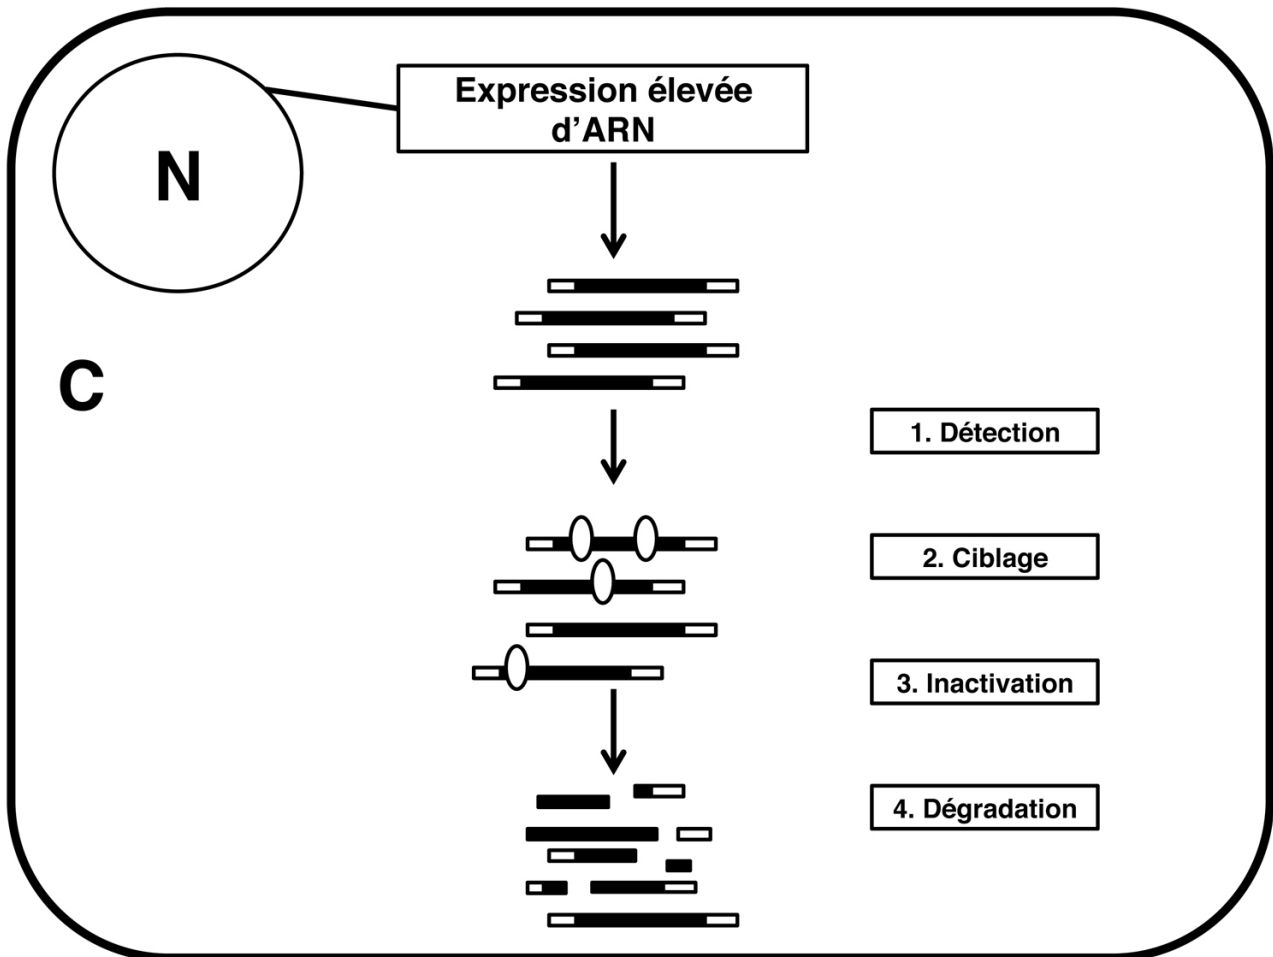 Expression élevée
d’ARN
N
C
1. Détection
2. Ciblage
3. Inactivation
4. Dégradation